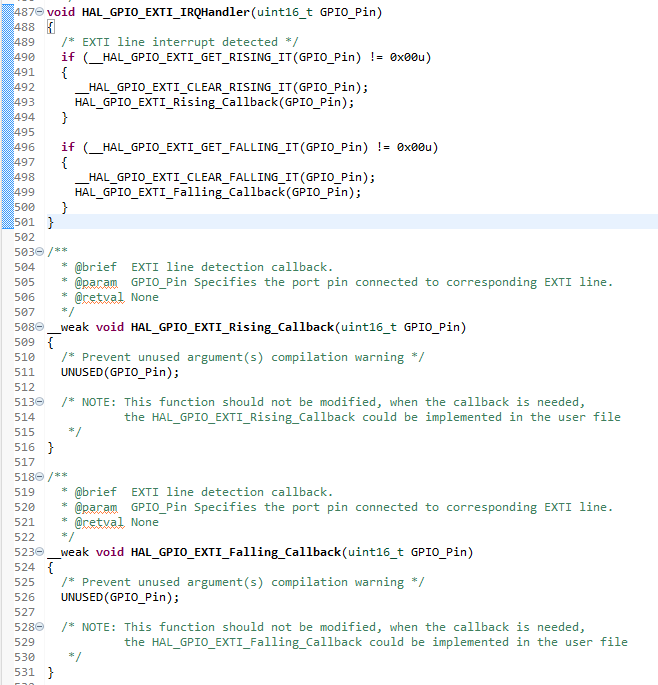 487 void HAL_GPIO_EXTI_IRQHandler(uint16_t GPIO_Pin)
488 {
489   /* EXTI line interrupt detected */
490   if (__HAL_GPIO_EXTI_GET_RISING_IT(GPIO_Pin) != 0x00u)
491   {
492     __HAL_GPIO_EXTI_CLEAR_RISING_IT(GPIO_Pin);
493     HAL_GPIO_EXTI_Rising_Callback(GPIO_Pin);
494   }
495
496   if (__HAL_GPIO_EXTI_GET_FALLING_IT(GPIO_Pin) != 0x00u)
497   {
498     __HAL_GPIO_EXTI_CLEAR_FALLING_IT(GPIO_Pin);
499     HAL_GPIO_EXTI_Falling_Callback(GPIO_Pin);
500   }
501 }
502
503 /**
504   * @brief  EXTI line detection callback.
505   * @param  GPIO_Pin Specifies the port pin connected to corresponding EXTI line.
506   * @retval None
507   */
508 __weak void HAL_GPIO_EXTI_Rising_Callback(uint16_t GPIO_Pin)
509 {
510   /* Prevent unused argument(s) compilation warning */
511   UNUSED(GPIO_Pin);
512
513   /* NOTE: This function should not be modified, when the callback is needed,
514            the HAL_GPIO_EXTI_Rising_Callback could be implemented in the user file
515    */
516 }
517
518 /**
519   * @brief  EXTI line detection callback.
520   * @param  GPIO_Pin Specifies the port pin connected to corresponding EXTI line.
521   * @retval None
522   */
523 __weak void HAL_GPIO_EXTI_Falling_Callback(uint16_t GPIO_Pin)
524 {
525   /* Prevent unused argument(s) compilation warning */
526   UNUSED(GPIO_Pin);
527
528   /* NOTE: This function should not be modified, when the callback is needed,
529            the HAL_GPIO_EXTI_Falling_Callback could be implemented in the user file
530    */
531 }